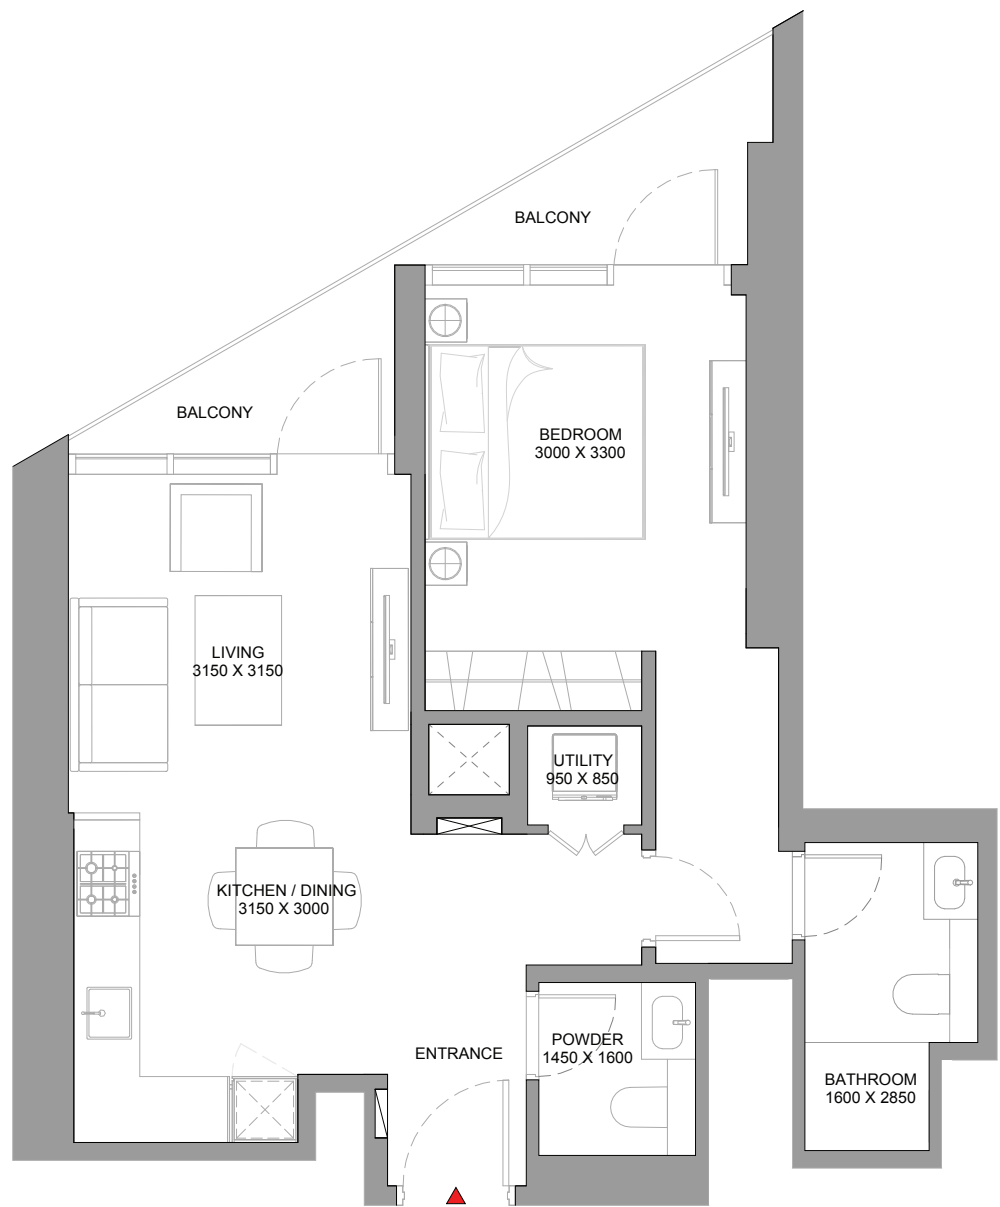 BALCONY
BALCONY
BEDROOM
3000 X 3300
LIVING
3150 X 3150
UTILITY
950 X 850
KITCHEN / DINING
3150 X 3000
ENTRANCE
POWDER
1450 X 1600
BATHROOM
1600 X 2850